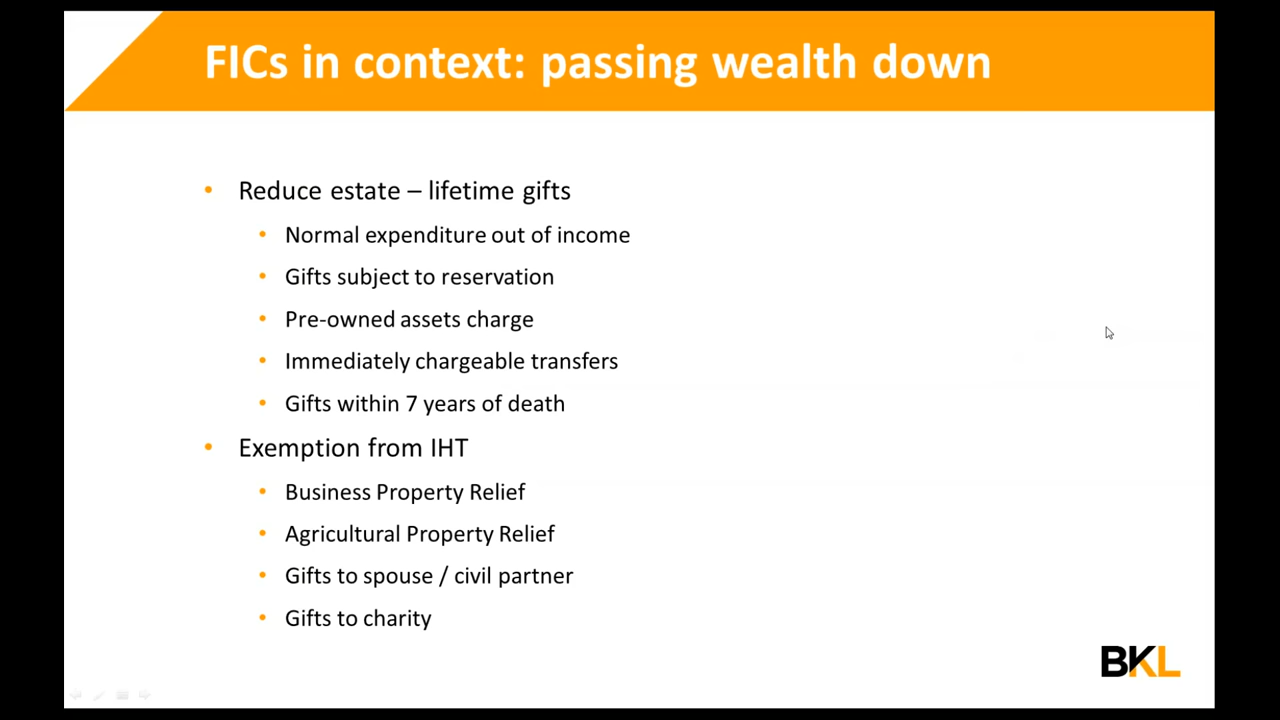 FICs in context: passing wealth down
• Reduce estate – lifetime gifts
• Normal expenditure out of income
• Gifts subject to reservation
• Pre-owned assets charge
• Immediately chargeable transfers
• Gifts within 7 years of death
• Exemption from IHT
• Business Property Relief
• Agricultural Property Relief
• Gifts to spouse / civil partner
• Gifts to charity
BKL